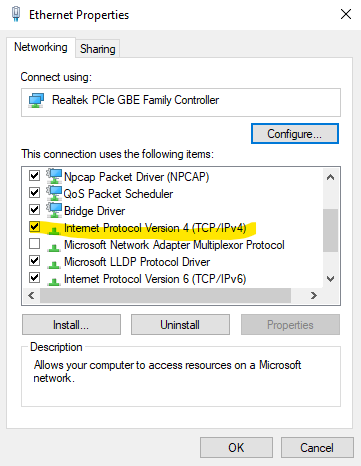 Ethernet Properties
Networking
Sharing
Connect using:
Realtek PCIe GBE Family Controller
Configure...
This connection uses the following items:
Npcap Packet Driver (NPCAP)
QoS Packet Scheduler
Bridge Driver
Internet Protocol Version 4 (TCP/IPv4)
Microsoft Network Adapter Multiplexor Protocol
Microsoft LLDP Protocol Driver
Internet Protocol Version 6 (TCP/IPv6)
Install...
Uninstall
Properties
Description
Allows your computer to access resources on a Microsoft
network.
OK
Cancel